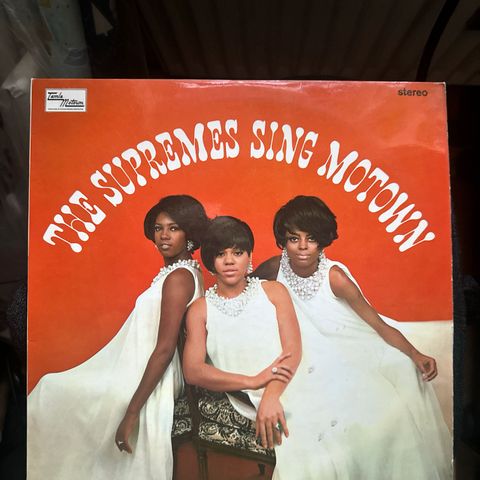 Tamla
Motown
stereo
THE SUPREMES SING MOTOWN